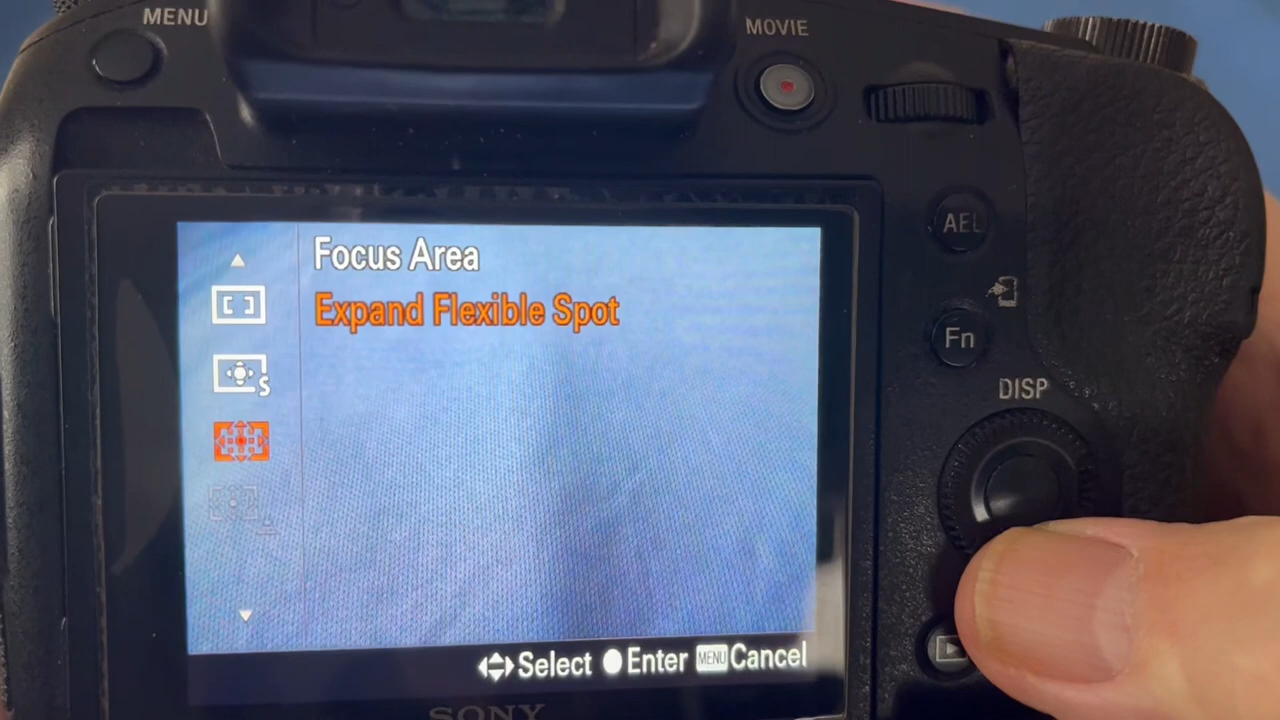 MENU
MOVIE
Focus Area
Expand Flexible Spot
S
AEL
Fn
DISP
Select Enter MENU Cancel
SONY